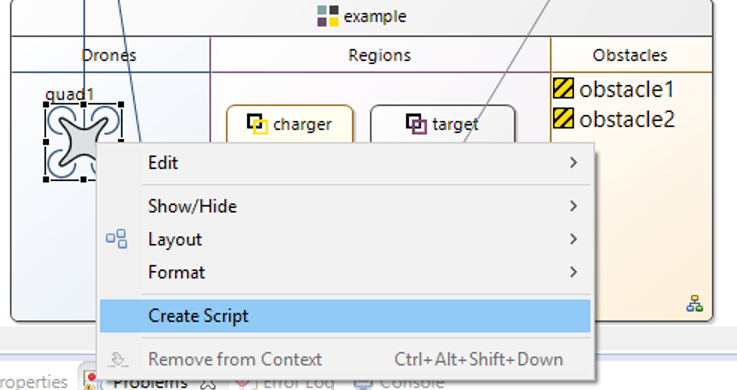 example
Drones Regions Obstacles
quad1
obstacle1
charger target
obstacle2
Edit
Show/Hide
Layout
Format
Create Script
Remove from Context Ctrl+Alt+Shift+Down
roperties Problems Error Log Console